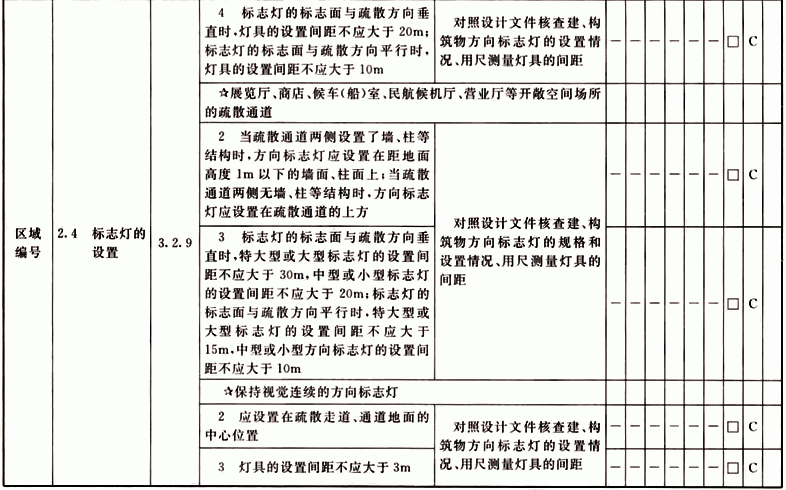 4 标志灯的标志面与疏散方向垂
直时,灯具的设置间距不应大于20m;
标志灯的标志面与疏散方向平行时,
灯具的设置间距不应大于10m
对照设计文件核查建、构
筑物方向标志灯的设置情
况、用尺测量灯具的间距
— — — — — — □ C
☆展览厅、商店、候车(船)室、民航候机厅、营业厅等开敞空间场所
的疏散通道
区域
编号
2.4 标志灯的
设置
3.2.9
2 当疏散通道两侧设置了墙、柱等
结构时,方向标志灯应设置在距地面
高度1m以下的墙面、柱面上;当疏散
通道两侧无墙、柱等结构时,方向标志
灯应设置在疏散通道的上方
— — — — — — □ C
3 标志灯的标志面与疏散方向垂
直时,特大型或大型标志灯的设置间
距不应大于30m,中型或小型标志灯
的设置间距不应大于20m;标志灯的
标志面与疏散方向平行时,特大型或
大型标志灯的设置间距不应大于
15m,中型或小型方向标志灯的设置间
距不应大于10m
对照设计文件核查建、构
筑物方向标志灯的规格和
设置情况、用尺测量灯具的
间距
— — — — — — □ C
☆保持视觉连续的方向标志灯
2 应设置在疏散走道、通道地面的
中心位置
— — — — — — □ C
3 灯具的设置间距不应大于3m
对照设计文件核查建、构
筑物方向标志灯的设置情
况、用尺测量灯具的间距
— — — — — — □ C